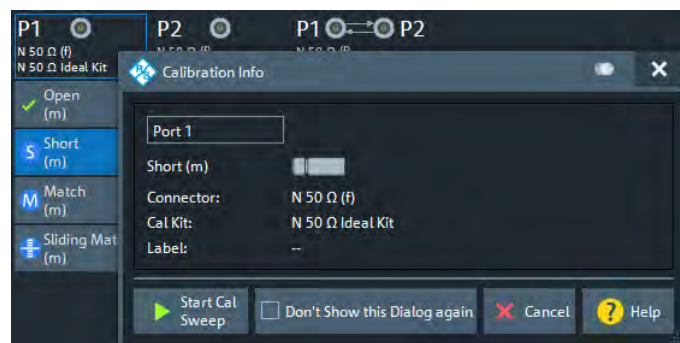 P1
P2
P1 P2
N 50 Ω (f)
N 50 Ω Ideal Kit
Calibration Info
Open
(m)
Short
(m)
Match
(m)
Sliding Mat
(m)
Port 1
Short (m)
Connector: N 50 Ω (f)
Cal Kit: N 50 Ω Ideal Kit
Label: --
Start Cal
Sweep
Don't Show this Dialog again
Cancel
? Help